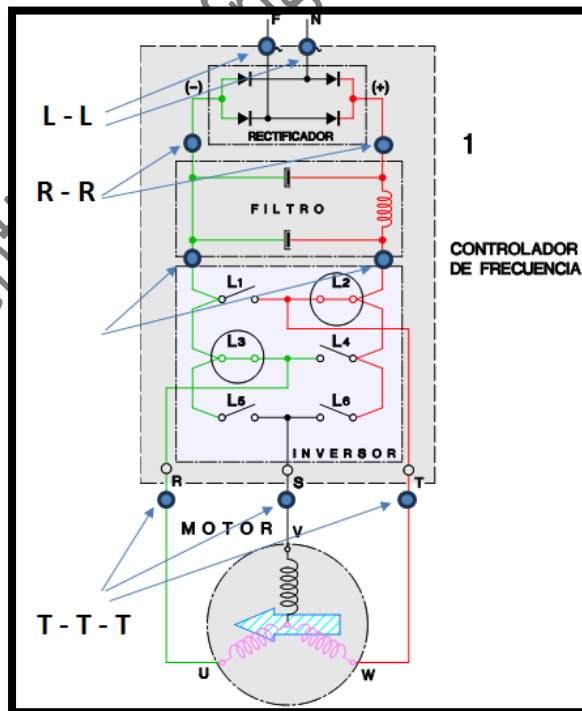 F N
L - L
(-) (+)
RECTIFICADOR
1
R - R
FILTRO
CONTROLADOR
DE FRECUENCIA
L1 L2
L3 L4
L5 L6
INVERSOR
R S T
MOTOR V
T - T - T
U W